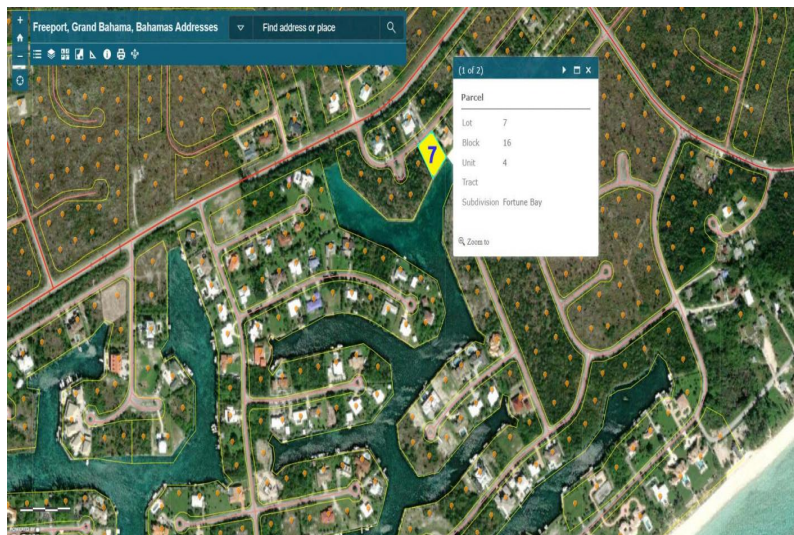 Freeport, Grand Bahama, Bahamas Addresses
Find address or place
(1 of 2)
Parcel
Lot 7
Block 16
Unit 4
Tract
Subdivision Fortune Bay
Zoom to
7